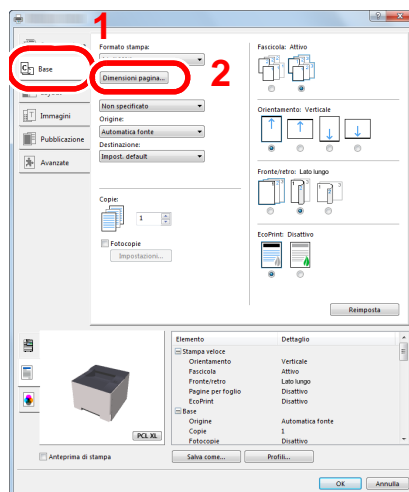 1
Formato stampa:
Fascicola: Attivo
Base
Dimensioni pagina...
2
Non specificato
Orientamento: Verticale
Immagini
Origine:
Automatica fonte
Pubblicazione
Destinazione:
Impost. default
Avanzate
Fronte/retro: Lato lungo
Copie:
1
EcoPrint: Disattivo
Fotocopie
Impostazioni...
Reimposta
Elemento Dettaglio
Stampa veloce
Orientamento Verticale
Fascicola Attivo
Fronte/retro Lato lungo
Pagine per foglio Disattivo
EcoPrint Disattivo
Base
Origine Automatica fonte
Copie 1
Fotocopie Disattivo
PCL XL
Anteprima di stampa
Salva come...
Profili...
OK
Annulla